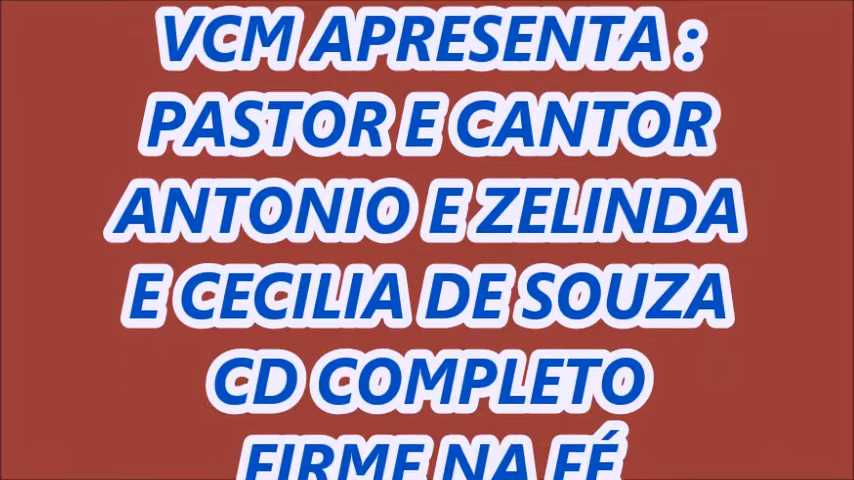 VCM APRESENTA :
PASTOR E CANTOR
ANTONIO E ZELINDA
E CECILIA DE SOUZA
CD COMPLETO
FIRME NA FÉ